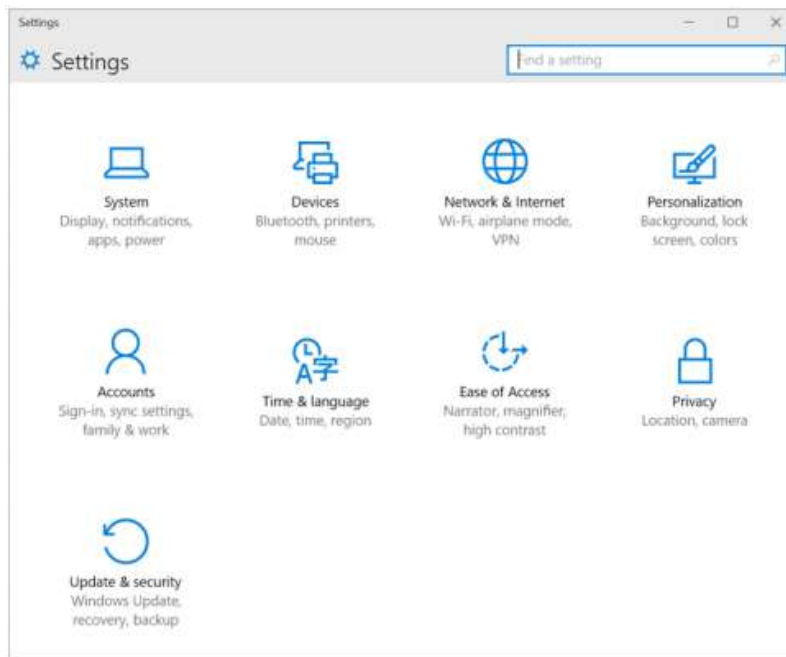 Settings
Settings
Find a setting
System
Display, notifications,
apps, power
Devices
Bluetooth, printers,
mouse
Network & Internet
Wi-Fi, airplane mode,
VPN
Personalization
Background, lock
screen, colors
Accounts
Sign-in, sync settings,
family & work
A字
Time & language
Date, time, region
Ease of Access
Narrator, magnifier,
high contrast
Privacy
Location, camera
Update & security
Windows Update,
recovery, backup